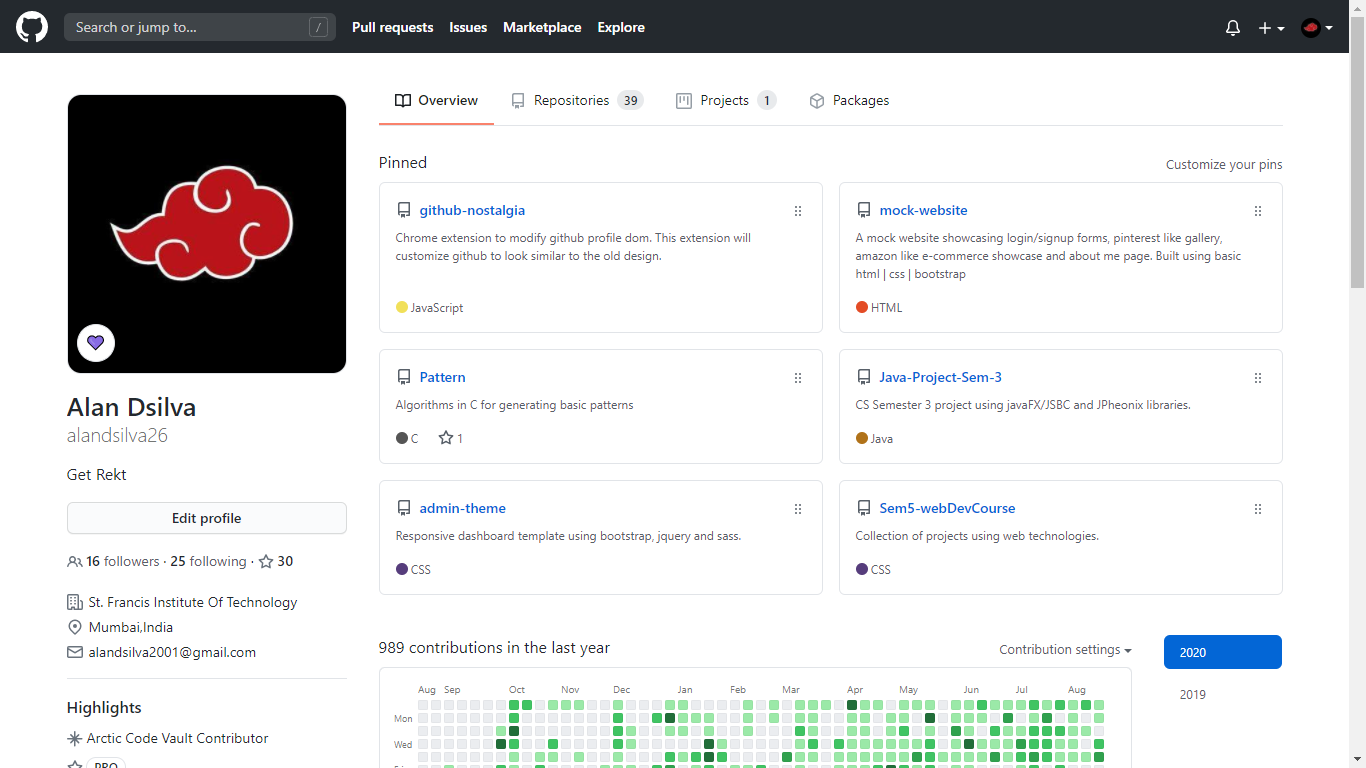 Search or jump to... / Pull requests Issues Marketplace Explore
Overview Repositories 39 Projects 1 Packages
Alan Dsilva
alandsilva26
Get Rekt
Edit profile
16 followers · 25 following · 30
St. Francis Institute Of Technology
Mumbai,India
alandsilva2001@gmail.com
Highlights
Arctic Code Vault Contributor
PRO
Pinned Customize your pins
github-nostalgia
Chrome extension to modify github profile dom. This extension will
customize github to look similar to the old design.
JavaScript
mock-website
A mock website showcasing login/signup forms, pinterest like gallery,
amazon like e-commerce showcase and about me page. Built using basic
html | css | bootstrap
HTML
Pattern
Algorithms in C for generating basic patterns
C 1
Java-Project-Sem-3
CS Semester 3 project using javaFX/JSBC and JPheonix libraries.
Java
admin-theme
Responsive dashboard template using bootstrap, jquery and sass.
CSS
Sem5-webDevCourse
Collection of projects using web technologies.
CSS
989 contributions in the last year Contribution settings
Aug Sep Oct Nov Dec Jan Feb Mar Apr May Jun Jul Aug
Mon
Wed
2020
2019